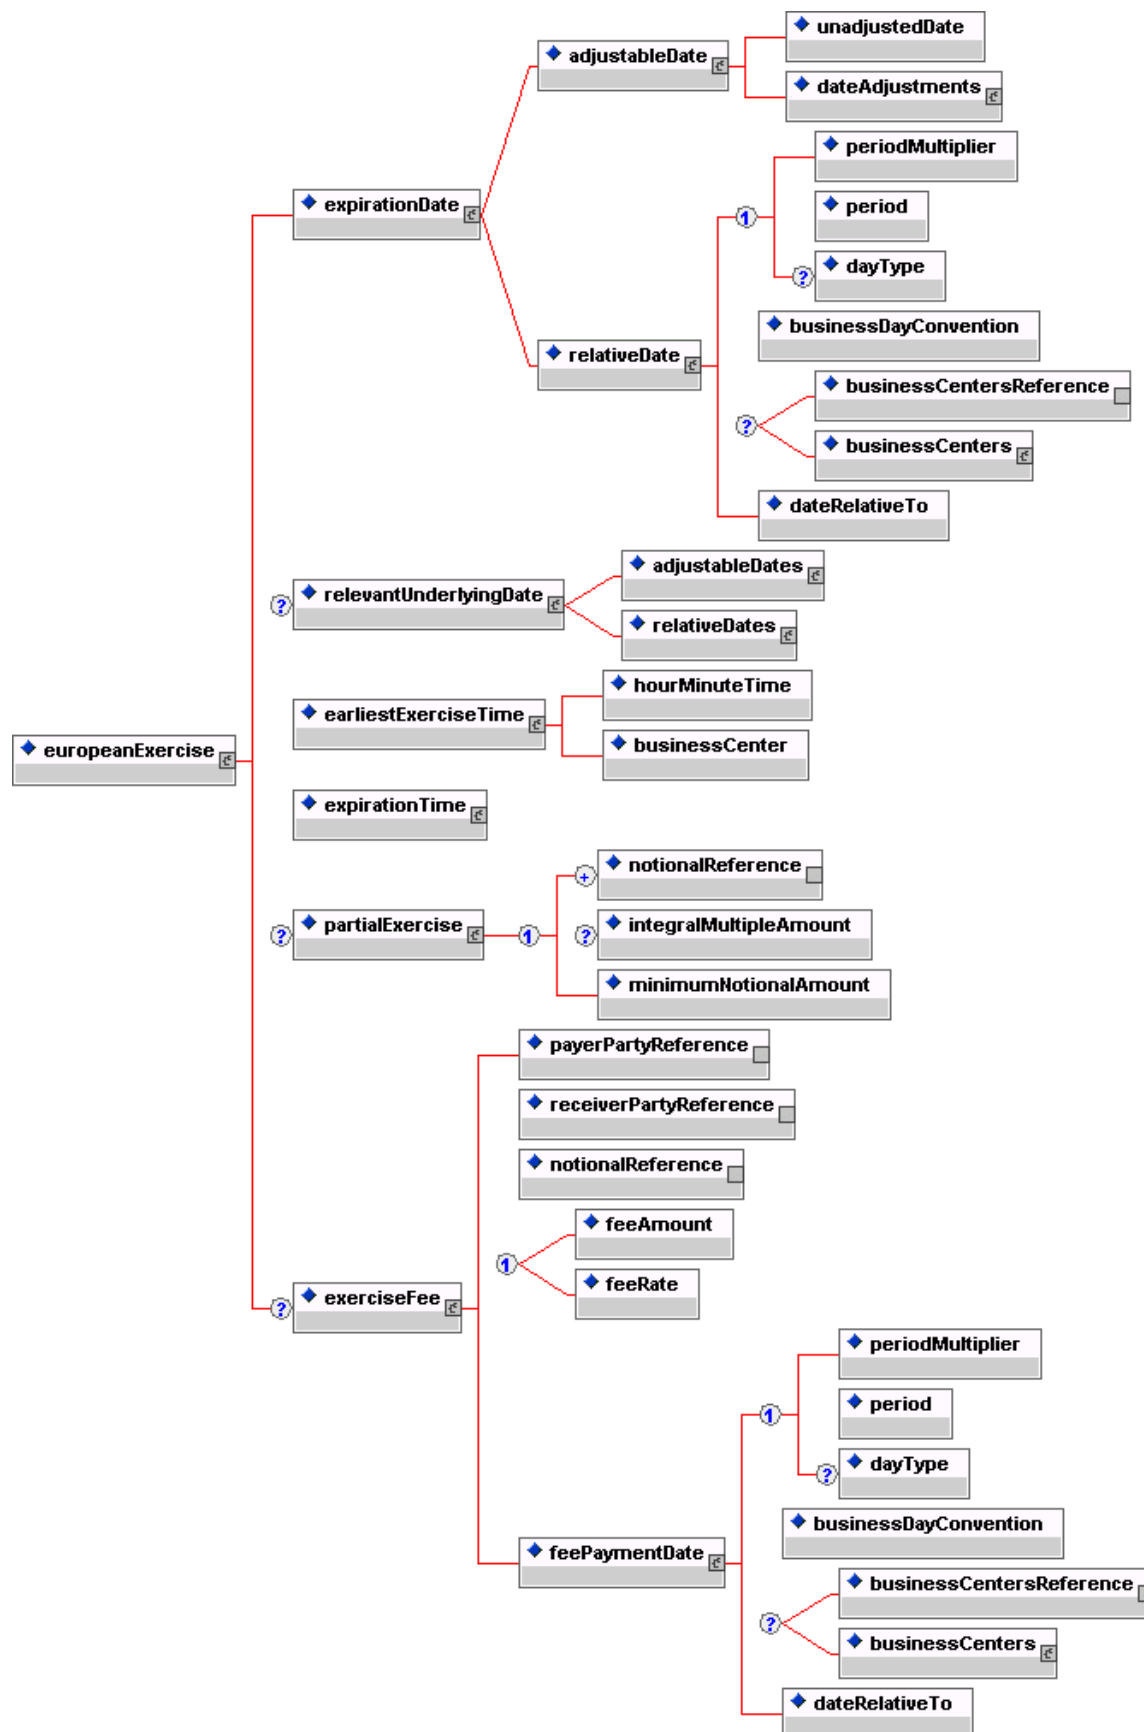 unadjustedDate
adjustableDate
dateAdjustments
periodMultiplier
expirationDate
period
1
dayType
?
businessDayConvention
relativeDate
businessCentersReference
?
businessCenters
dateRelativeTo
adjustableDates
relevantUnderlyingDate
?
relativeDates
hourMinuteTime
earliestExerciseTime
businessCenter
europeanExercise
expirationTime
notionalReference
+
partialExercise
?
1
integralMultipleAmount
?
minimumNotionalAmount
payerPartyReference
receiverPartyReference
notionalReference
feeAmount
1
feeRate
exerciseFee
?
periodMultiplier
period
1
dayType
?
businessDayConvention
feePaymentDate
businessCentersReference
?
businessCenters
dateRelativeTo